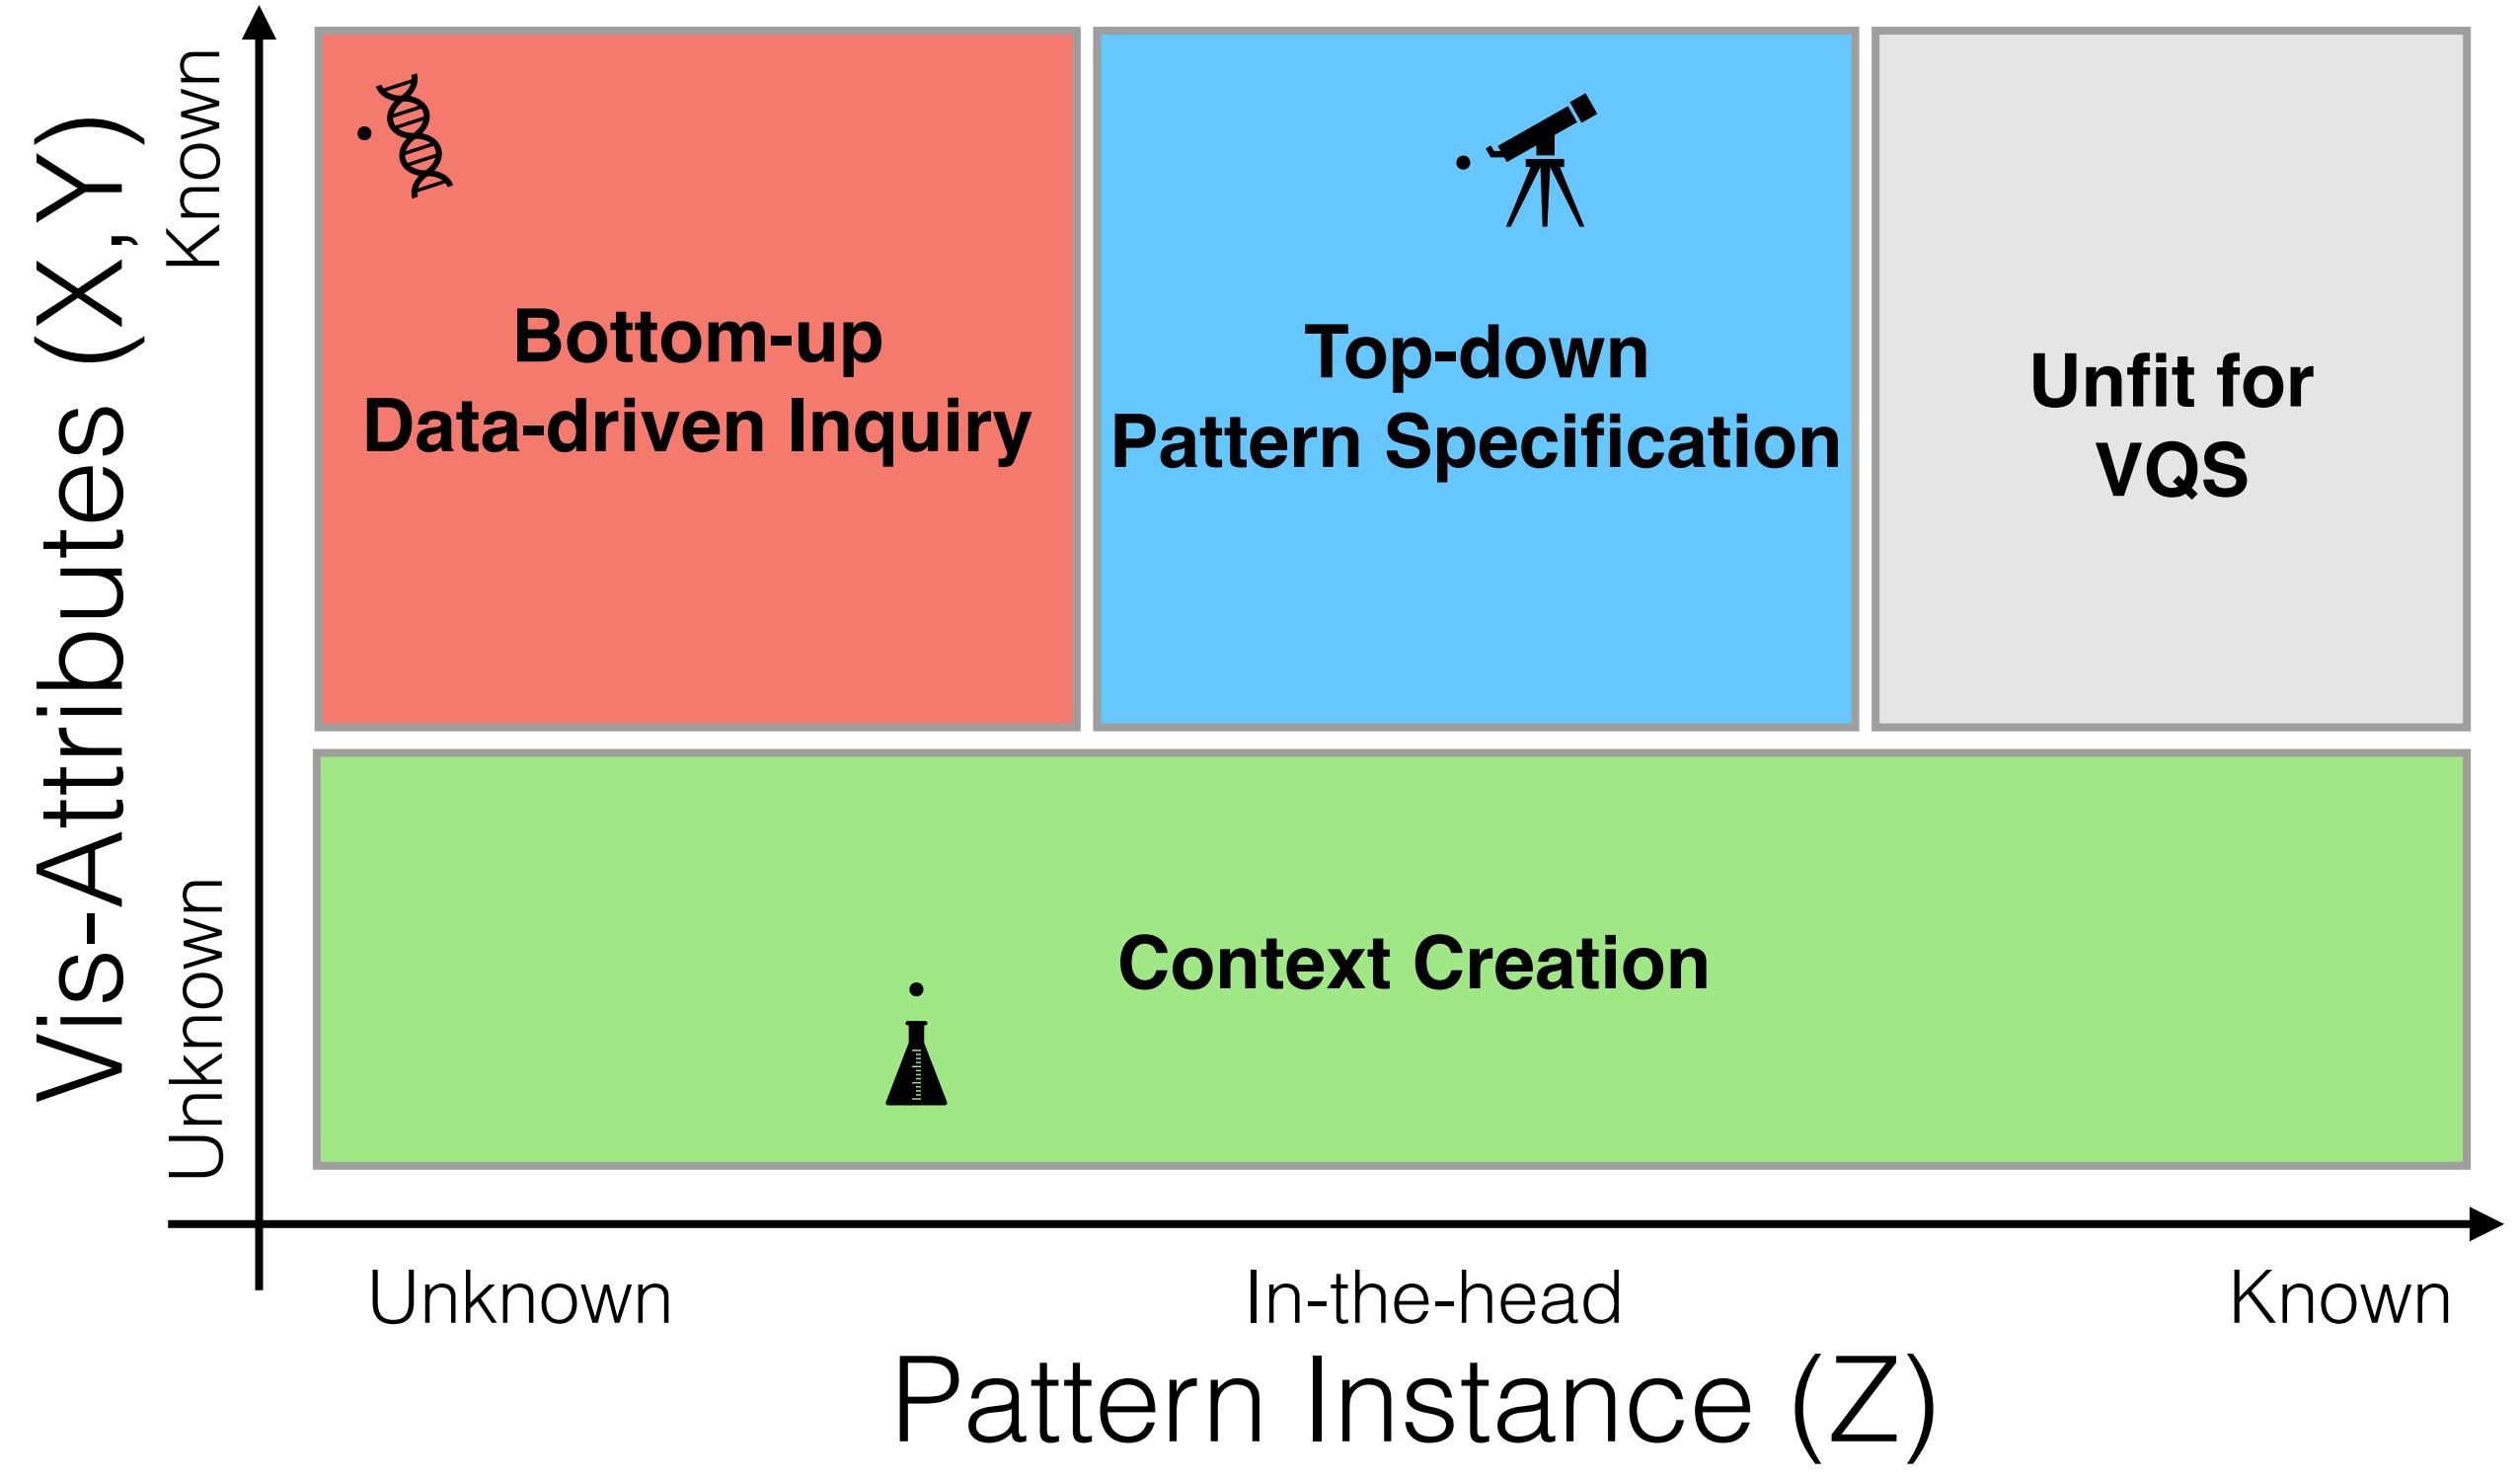 Vis-Attributes (X,Y)
Known
Unknown
Bottom-up
Data-driven Inquiry
Top-down
Pattern Specification
Unfit for
VQS
Context Creation
Unknown
In-the-head
Known
Pattern Instance (Z)